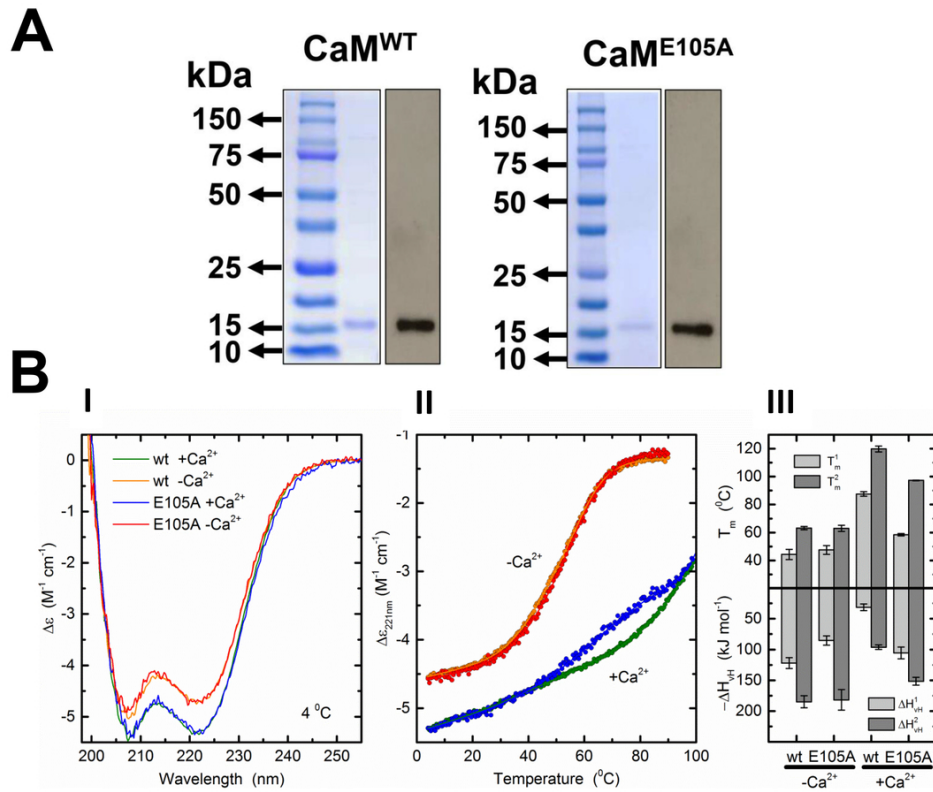 A
CaM^WT
CaM^E105A
kDa
150
75
50
25
15
10
kDa
150
75
50
25
15
10
B
I
II
III
wt +Ca²⁺
wt -Ca²⁺
E105A +Ca²⁺
E105A -Ca²⁺
Δε (M⁻¹ cm⁻¹)
0
-1
-2
-3
-4
-5
4 ⁰C
200 210 220 230 240 250
Wavelength (nm)
Δε₂₂₁ₙₘ (M⁻¹ cm⁻¹)
-1
-2
-3
-4
-5
-Ca²⁺
+Ca²⁺
0 20 40 60 80 100
Temperature (⁰C)
T¹ₘ
T²ₘ
Tₘ (⁰C)
120
100
80
60
40
-ΔH_vH (kJ mol⁻¹)
50
100
150
200
ΔH¹_vH
ΔH²_vH
wt E105A wt E105A
-Ca²⁺ +Ca²⁺